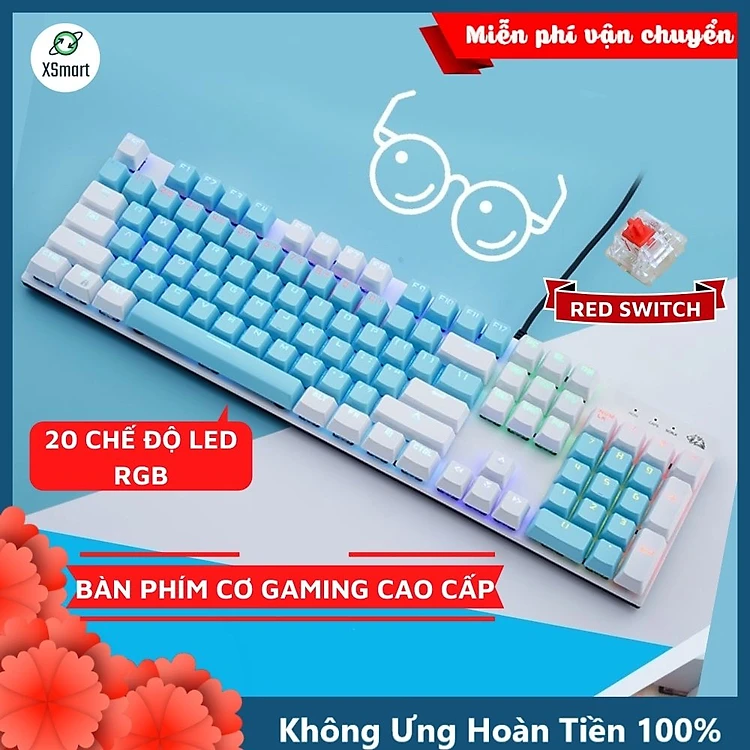 XSmart
Miễn phí vận chuyển
RED SWITCH
20 CHẾ ĐỘ LED
RGB
BÀN PHÍM CƠ GAMING CAO CẤP
Không Ưng Hoàn Tiền 100%